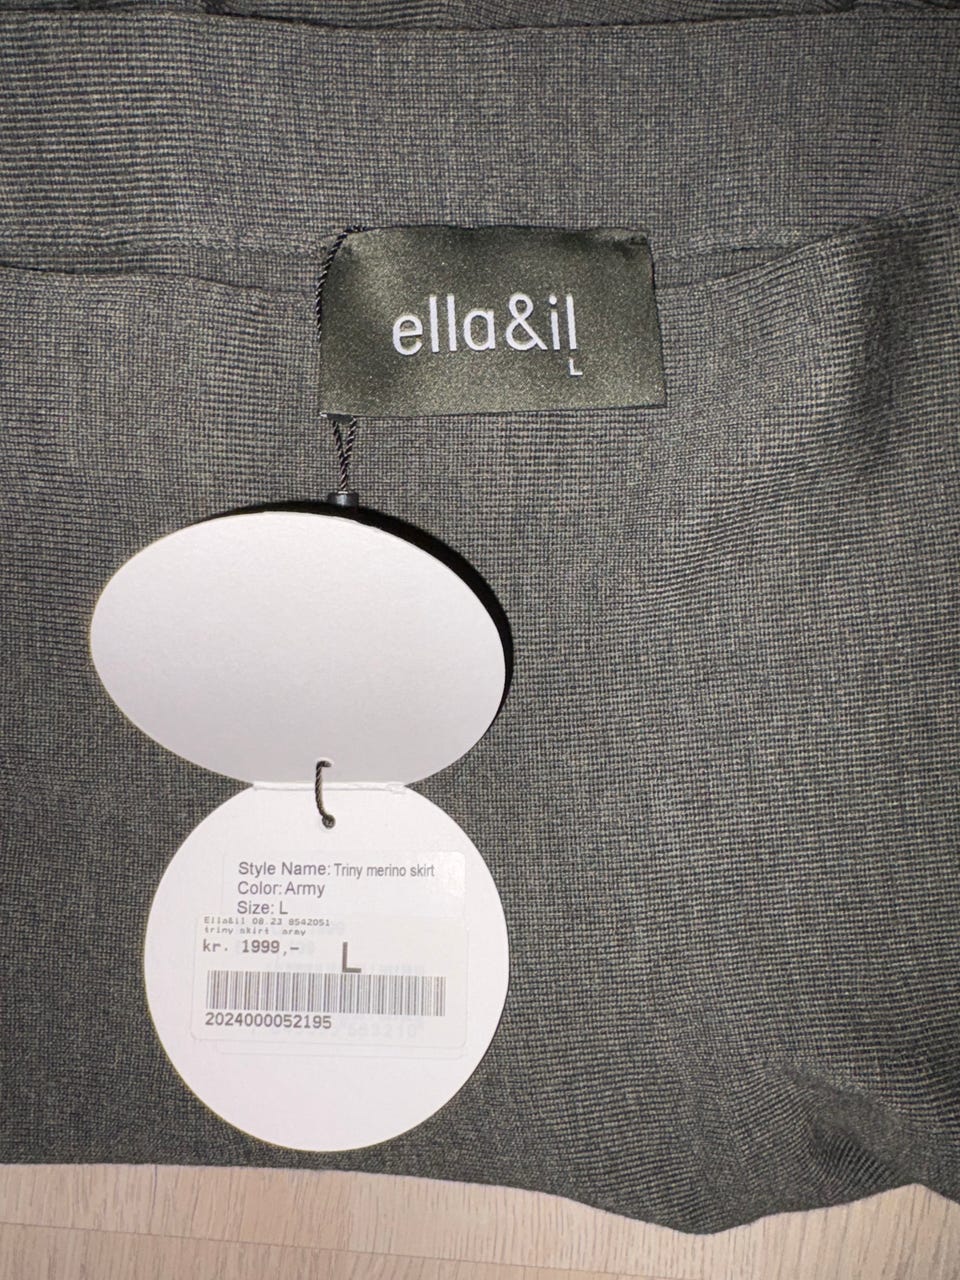 ella&il
L
Style Name: Triny merino skirt
Color: Army
Size: L
Ella&il 08.23 8542051
triny skirt army
kr. 1999,-
L
2024000052195